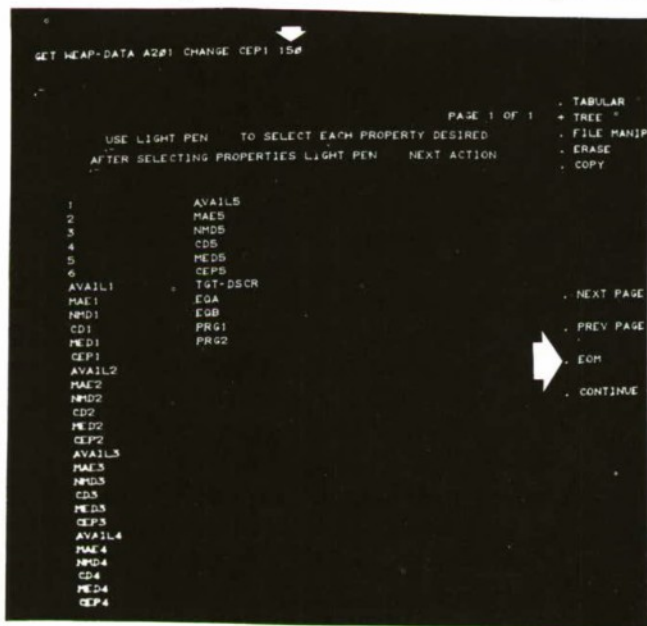 GET WEAP-DATA A201 CHANGE CEP1 150
PAGE 1 OF 1
USE LIGHT PEN TO SELECT EACH PROPERTY DESIRED
AFTER SELECTING PROPERTIES LIGHT PEN NEXT ACTION
. TABULAR
+ TREE
. FILE MANIP
. ERASE
. COPY
1
2
3
4
5
6
AVAIL1
MAE1
NMD1
CD1
MED1
CEP1
AVAIL2
MAE2
NMD2
CD2
MED2
CEP2
AVAIL3
MAE3
NMD3
CD3
MED3
CEP3
AVAIL4
MAE4
NMD4
CD4
MED4
CEP4
AVAIL5
MAE5
NMD5
CD5
MED5
CEP5
TGT-DSCR
EQA
EQB
PRG1
PRG2
. NEXT PAGE
. PREV PAGE
. EOM
. CONTINUE